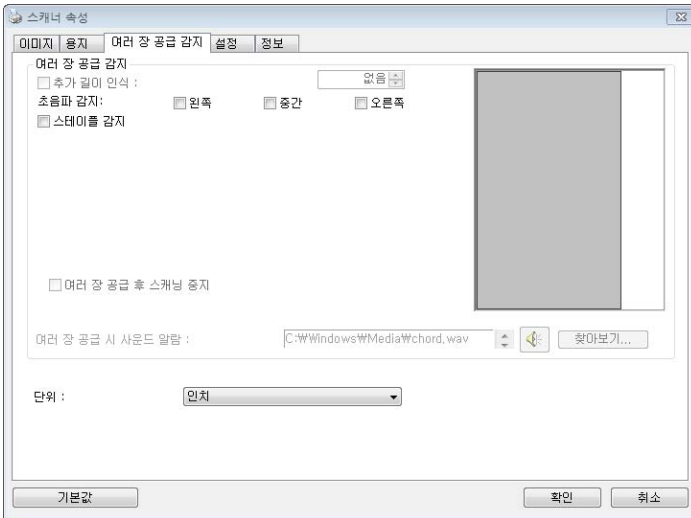 스캐너 속성
이미지 용지 여러 장 공급 감지 설정 정보
여러 장 공급 감지
추가 길이 인식 : 없음
초음파 감지: 왼쪽 중간 오른쪽
스테이플 감지
여러 장 공급 후 스캐닝 중지
여러 장 공급 시 사운드 알람 : C:₩Windows₩Media₩chord.wav 찾아보기...
단위 : 인치
기본값 확인 취소